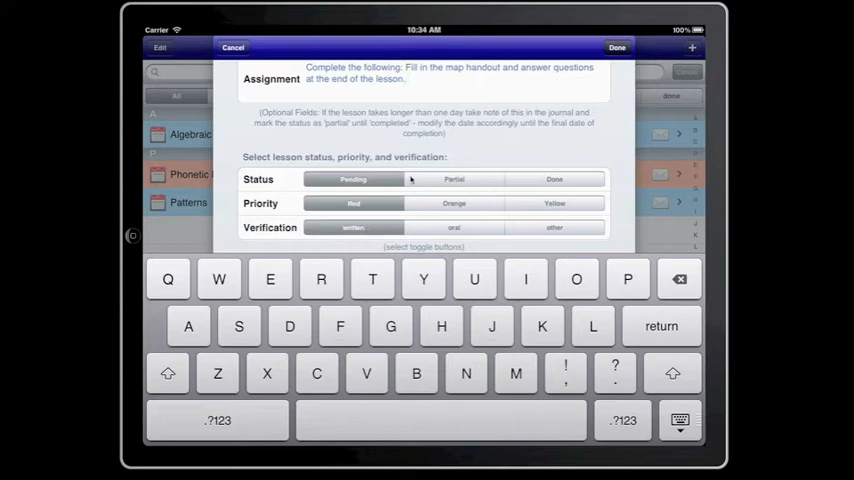 Carrier 10:34 AM 100%
Edit Cancel Done +
Complete the following: Fill in the map handout and answer questions
Assignment at the end of the lesson.
Cancel
All done
(Optional Fields: If the lesson takes longer than one day take note of this in the journal and
mark the status as 'partial' until 'completed' - modify the date accordingly until the final date of
completion)
A
Algebraic
P
Phonetic
Patterns
Select lesson status, priority, and verification:
Status Pending Partial Done
Priority Red Orange Yellow
Verification written oral other
(select toggle buttons)
Q W E R T Y U I O P
A S D F G H J K L return
Z X C V B N M ! , ? .
.?123 .?123